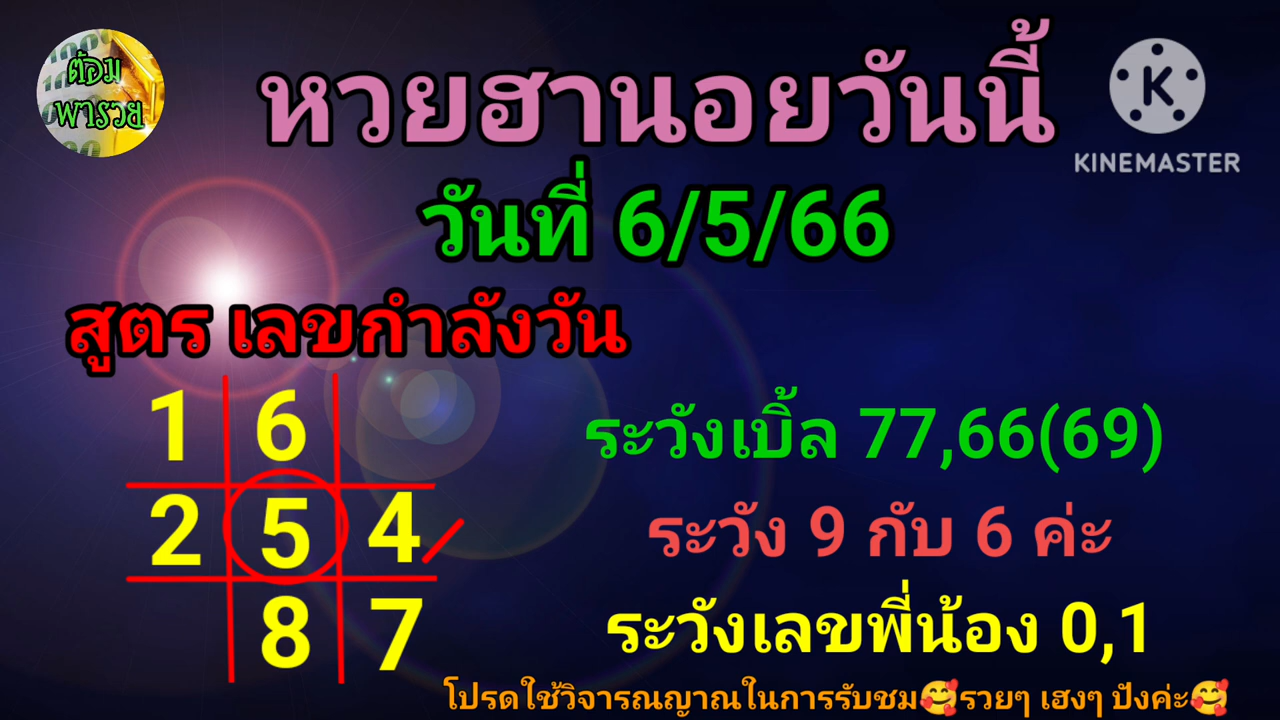 ต้อม
พารวย
หวยฮานอยวันนี้
KINEMASTER
วันที่ 6/5/66
สูตร เลขกำลังวัน
1 6
2 5 4
8 7
ระวังเบิ้ล 77,66(69)
ระวัง 9 กับ 6 ค่ะ
ระวังเลขพี่น้อง 0,1
โปรดใช้วิจารณญาณในการรับชม🥰รวยๆ เฮงๆ ปังค่ะ🥰